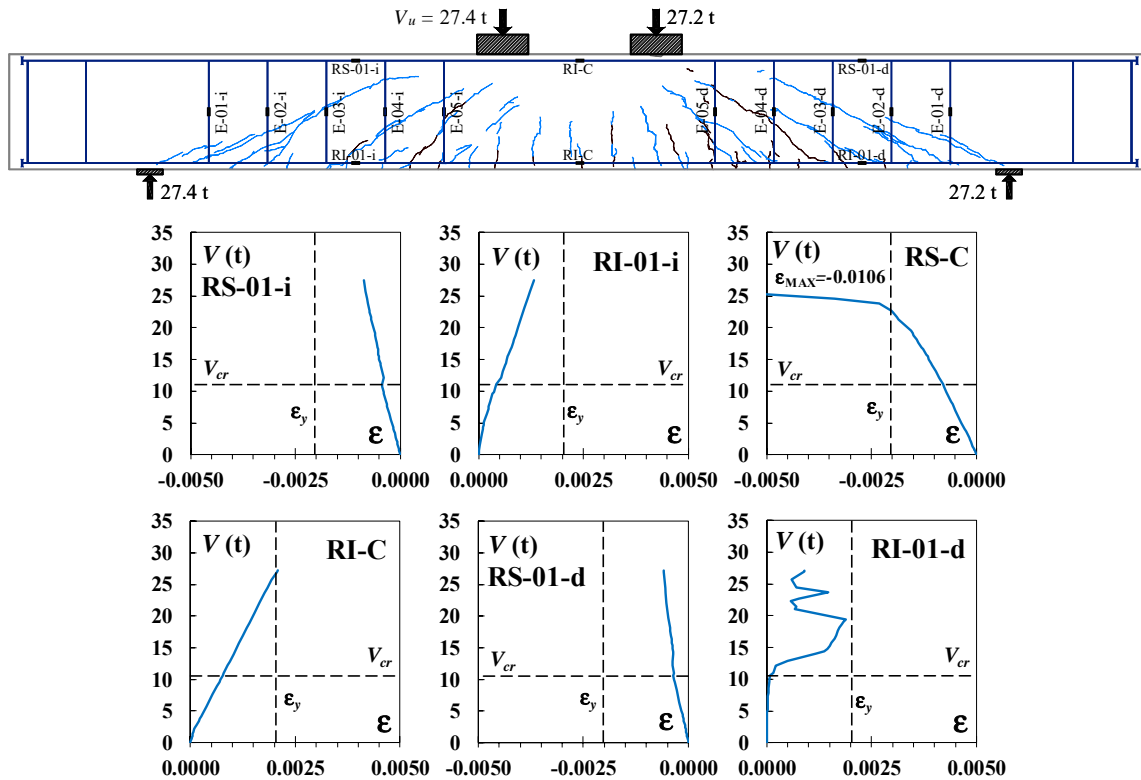 V_u = 27.4 t
27.2 t
RS-01-i
RI-C
RS-01-d
E-01-i
E-02-i
E-03-i
E-04-i
E-05-i
E-05-d
E-04-d
E-03-d
E-02-d
E-01-d
RI-01-i
RI-C
RI-01-d
27.4 t
27.2 t
35
30
25
20
15
10
5
0
V (t)
RS-01-i
V_cr
ε_y
ε
-0.0050
-0.0025
0.0000
35
30
25
20
15
10
5
0
V (t)
RI-01-i
V_cr
ε_y
ε
0.0000
0.0025
0.0050
35
30
25
20
15
10
5
0
V (t)
RS-C
ε_MAX=-0.0106
V_cr
ε_y
ε
-0.0050
-0.0025
0.0000
35
30
25
20
15
10
5
0
V (t)
RI-C
V_cr
ε_y
ε
0.0000
0.0025
0.0050
35
30
25
20
15
10
5
0
V (t)
RS-01-d
V_cr
ε_y
ε
-0.0050
-0.0025
0.0000
35
30
25
20
15
10
5
0
V (t)
RI-01-d
V_cr
ε_y
ε
0.0000
0.0025
0.0050